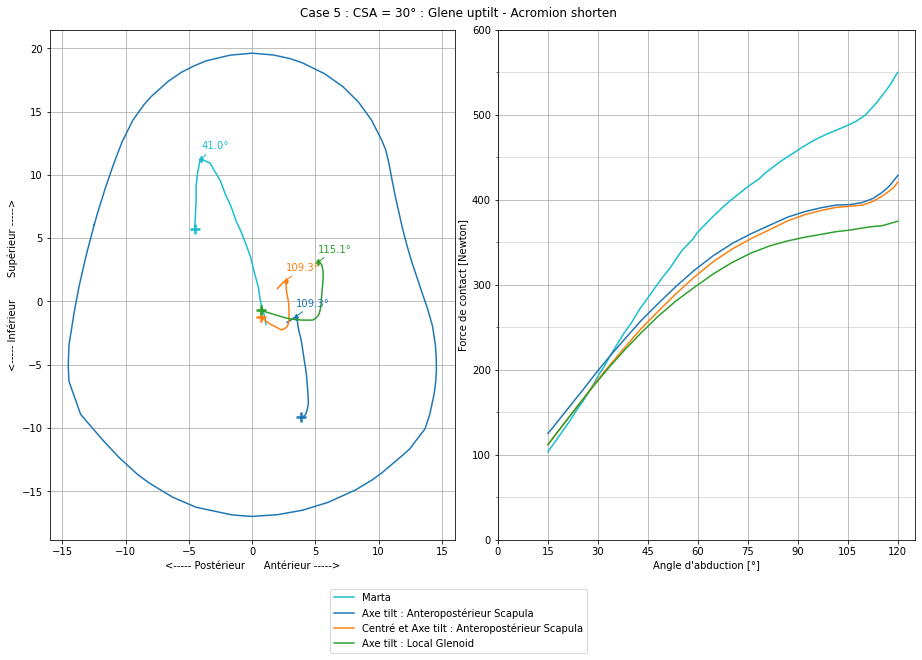 Case 5 : CSA = 30° : Glene uptilt - Acromion shorten
<----- Inférieur Supérieur ----->
20
15
10
5
0
−5
−10
−15
41.0°
115.1°
109.3°
109.3°
−15 −10 −5 0 5 10 15
<----- Postérieur Antérieur ----->
Force de contact [Newton]
600
500
400
300
200
100
0
0 15 30 45 60 75 90 105 120
Angle d'abduction [°]
Marta
Axe tilt : Anteropostérieur Scapula
Centré et Axe tilt : Anteropostérieur Scapula
Axe tilt : Local Glenoid